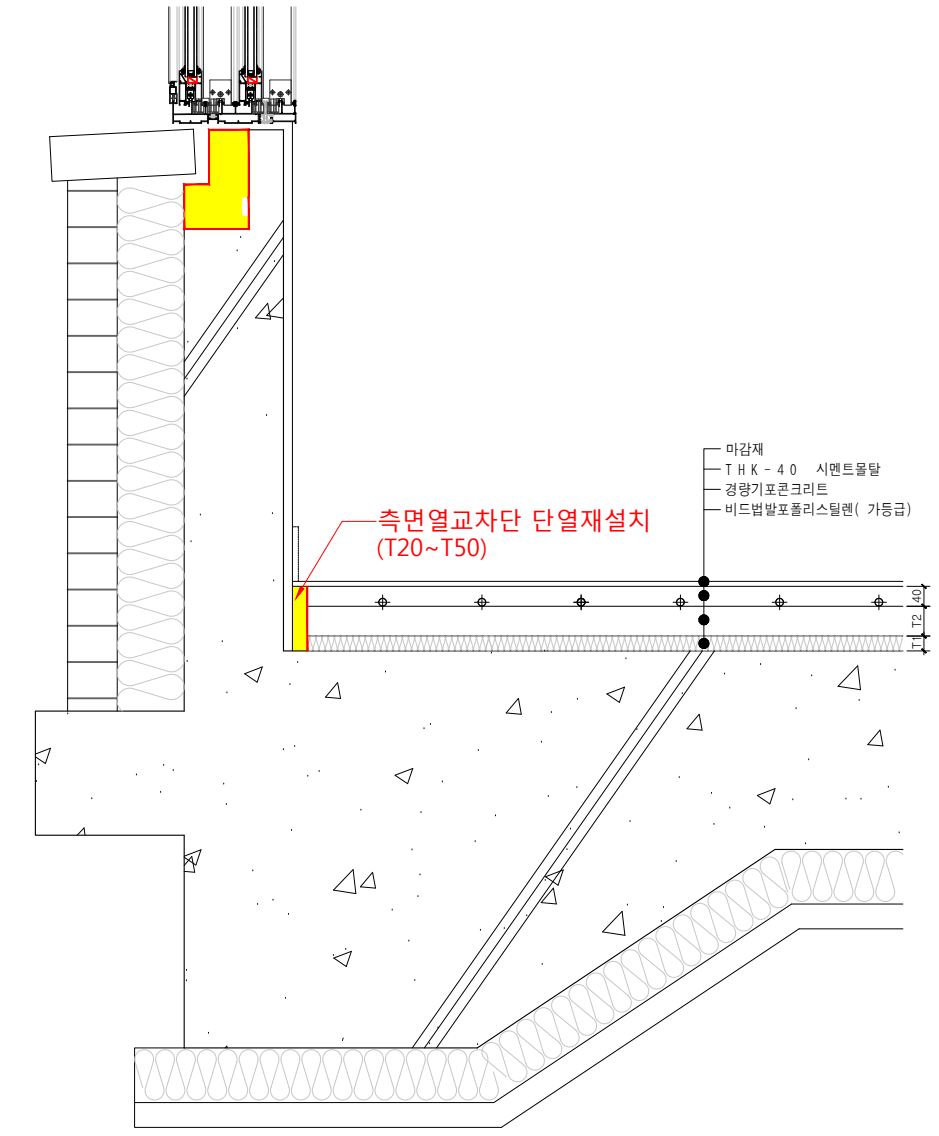 마감재
THK-40 시멘트몰탈
경량기포콘크리트
비드법발포폴리스틸렌( 가등급)
측면열교차단 단열재설치
(T20~T50)
40
T2
T1